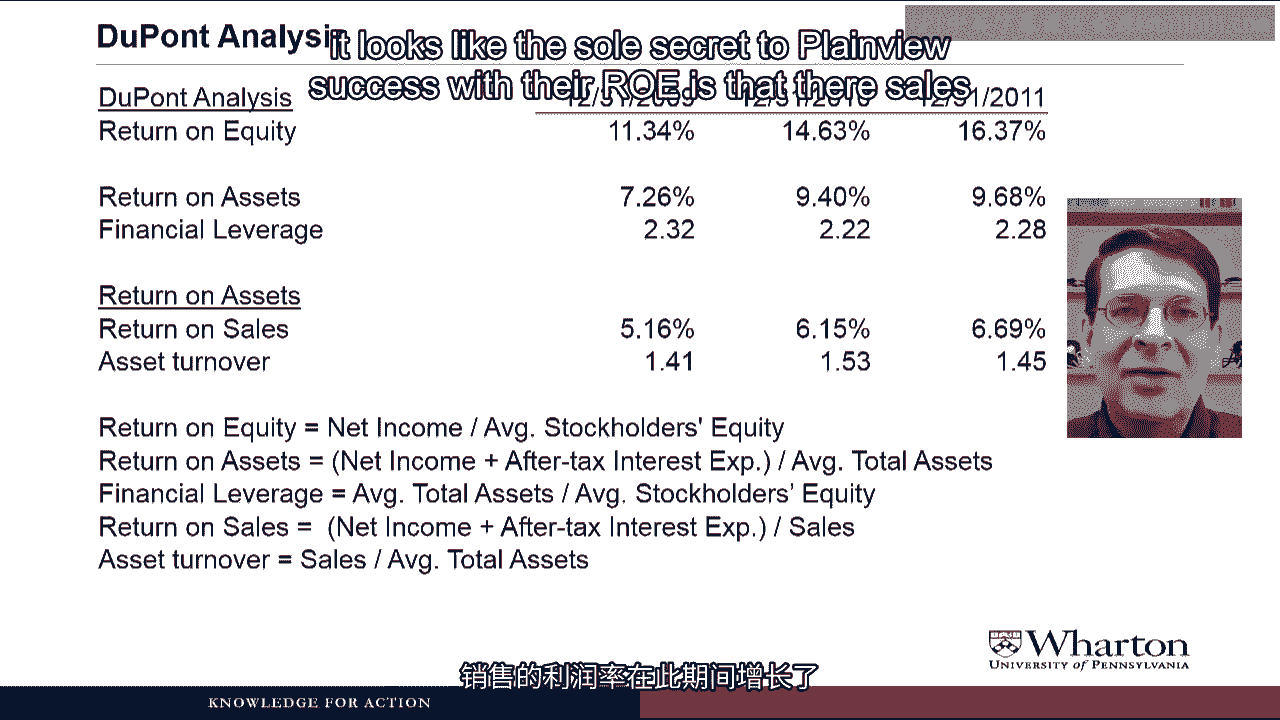 DuPont Analysis
it looks like the sole secret to Plainview
success with their ROE is that there sales
DuPont Analysis 12/31/2009 12/31/2010 12/31/2011
Return on Equity 11.34% 14.63% 16.37%
Return on Assets 7.26% 9.40% 9.68%
Financial Leverage 2.32 2.22 2.28
Return on Assets
Return on Sales 5.16% 6.15% 6.69%
Asset turnover 1.41 1.53 1.45
Return on Equity = Net Income / Avg. Stockholders' Equity
Return on Assets = (Net Income + After-tax Interest Exp.) / Avg. Total Assets
Financial Leverage = Avg. Total Assets / Avg. Stockholders’ Equity
Return on Sales = (Net Income + After-tax Interest Exp.) / Sales
Asset turnover = Sales / Avg. Total Assets
Wharton
UNIVERSITY of PENNSYLVANIA
销售的利润率在此期间增长了
KNOWLEDGE FOR ACTION